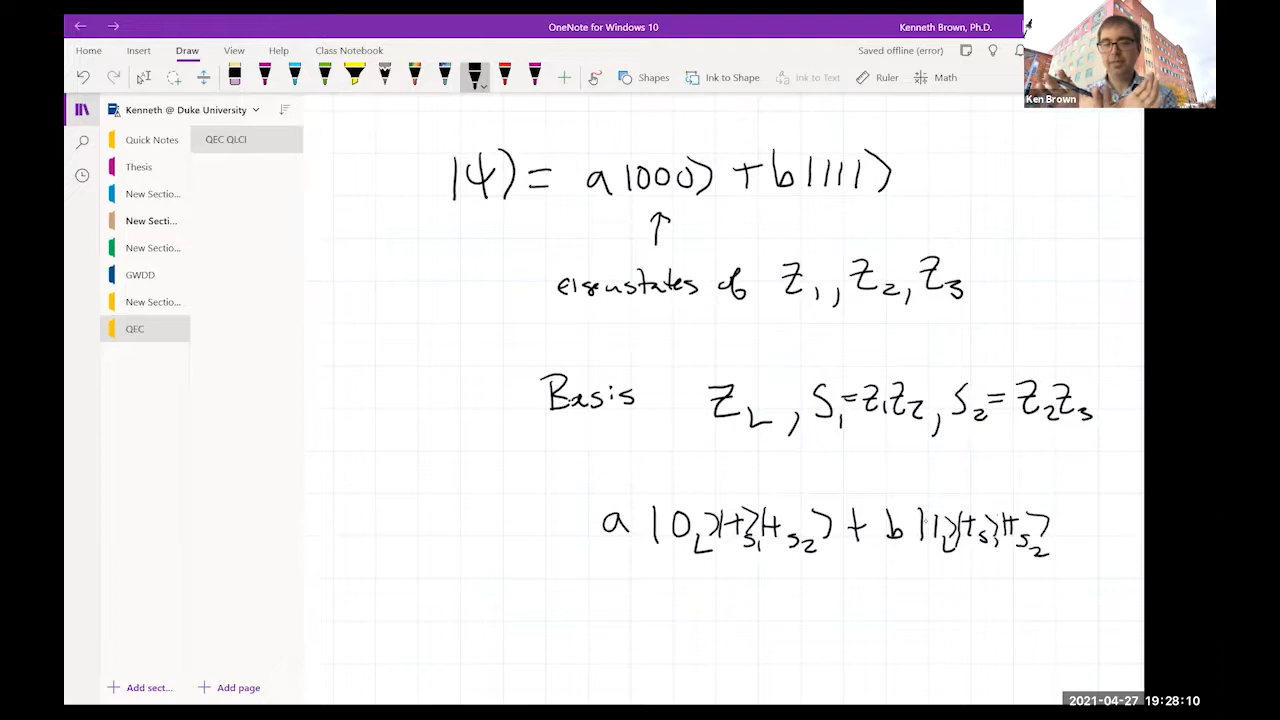 OneNote for Windows 10
Kenneth Brown, Ph.D.
Home Insert Draw View Help Class Notebook
Saved offline (error)
Shapes Ink to Shape Ink to Text Ruler Math
Ken Brown
Kenneth @ Duke University
QEC QLCI
Quick Notes
Thesis
New Sectio...
New Secti...
New Sectio...
GWDD
New Sectio...
QEC
|ψ⟩ = a|000⟩ + b|111⟩
↑
eigenstates of Z₁, Z₂, Z₃
Basis Z_L, S₁=Z₁Z₂, S₂=Z₂Z₃
a|0_L⟩|+_S₁⟩|+_S₂⟩ + b|1_L⟩|+_S₁⟩|+_S₂⟩
Add sect... Add page
2021-04-27 19:28:10